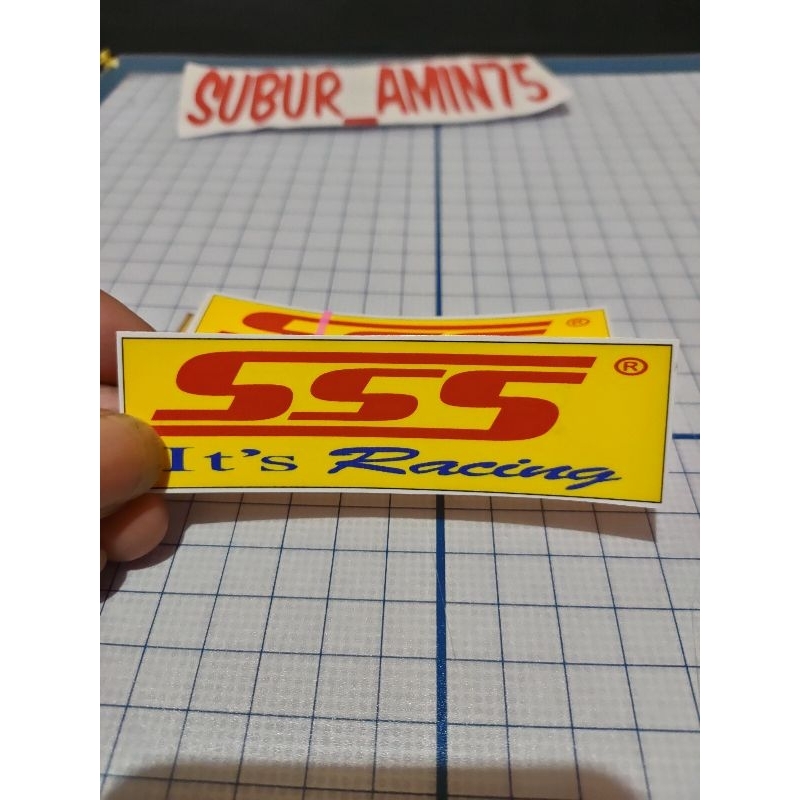 SUBUR_AMIN75
®
SSS ®
It's Racing